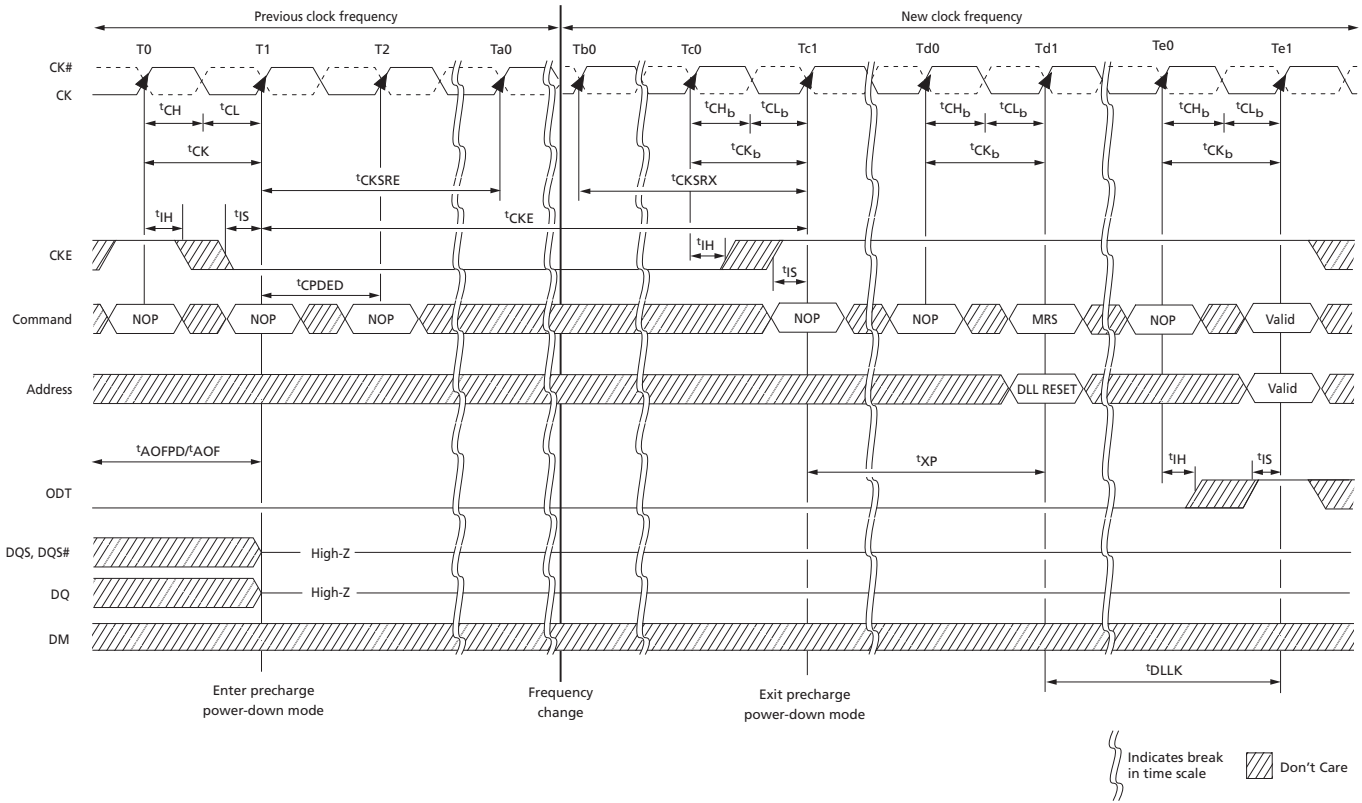 Previous clock frequency New clock frequency
T0 T1 T2 Ta0 Tb0 Tc0 Tc1 Td0 Td1 Te0 Te1
CK#
CK
tCH tCL tCHb tCLb tCHb tCLb tCHb tCLb
tCK tCKb tCKb tCKb
tCKSRE tCKSRX
tIH tIS tCKE
CKE tIH
tIS
tCPDED
Command NOP NOP NOP NOP NOP MRS NOP Valid
Address DLL RESET Valid
tAOFPD/tAOF tXP tIH tIS
ODT
DQS, DQS# High-Z
DQ High-Z
DM
tDLLK
Enter precharge
power-down mode
Frequency
change
Exit precharge
power-down mode
Indicates break
in time scale
Don't Care